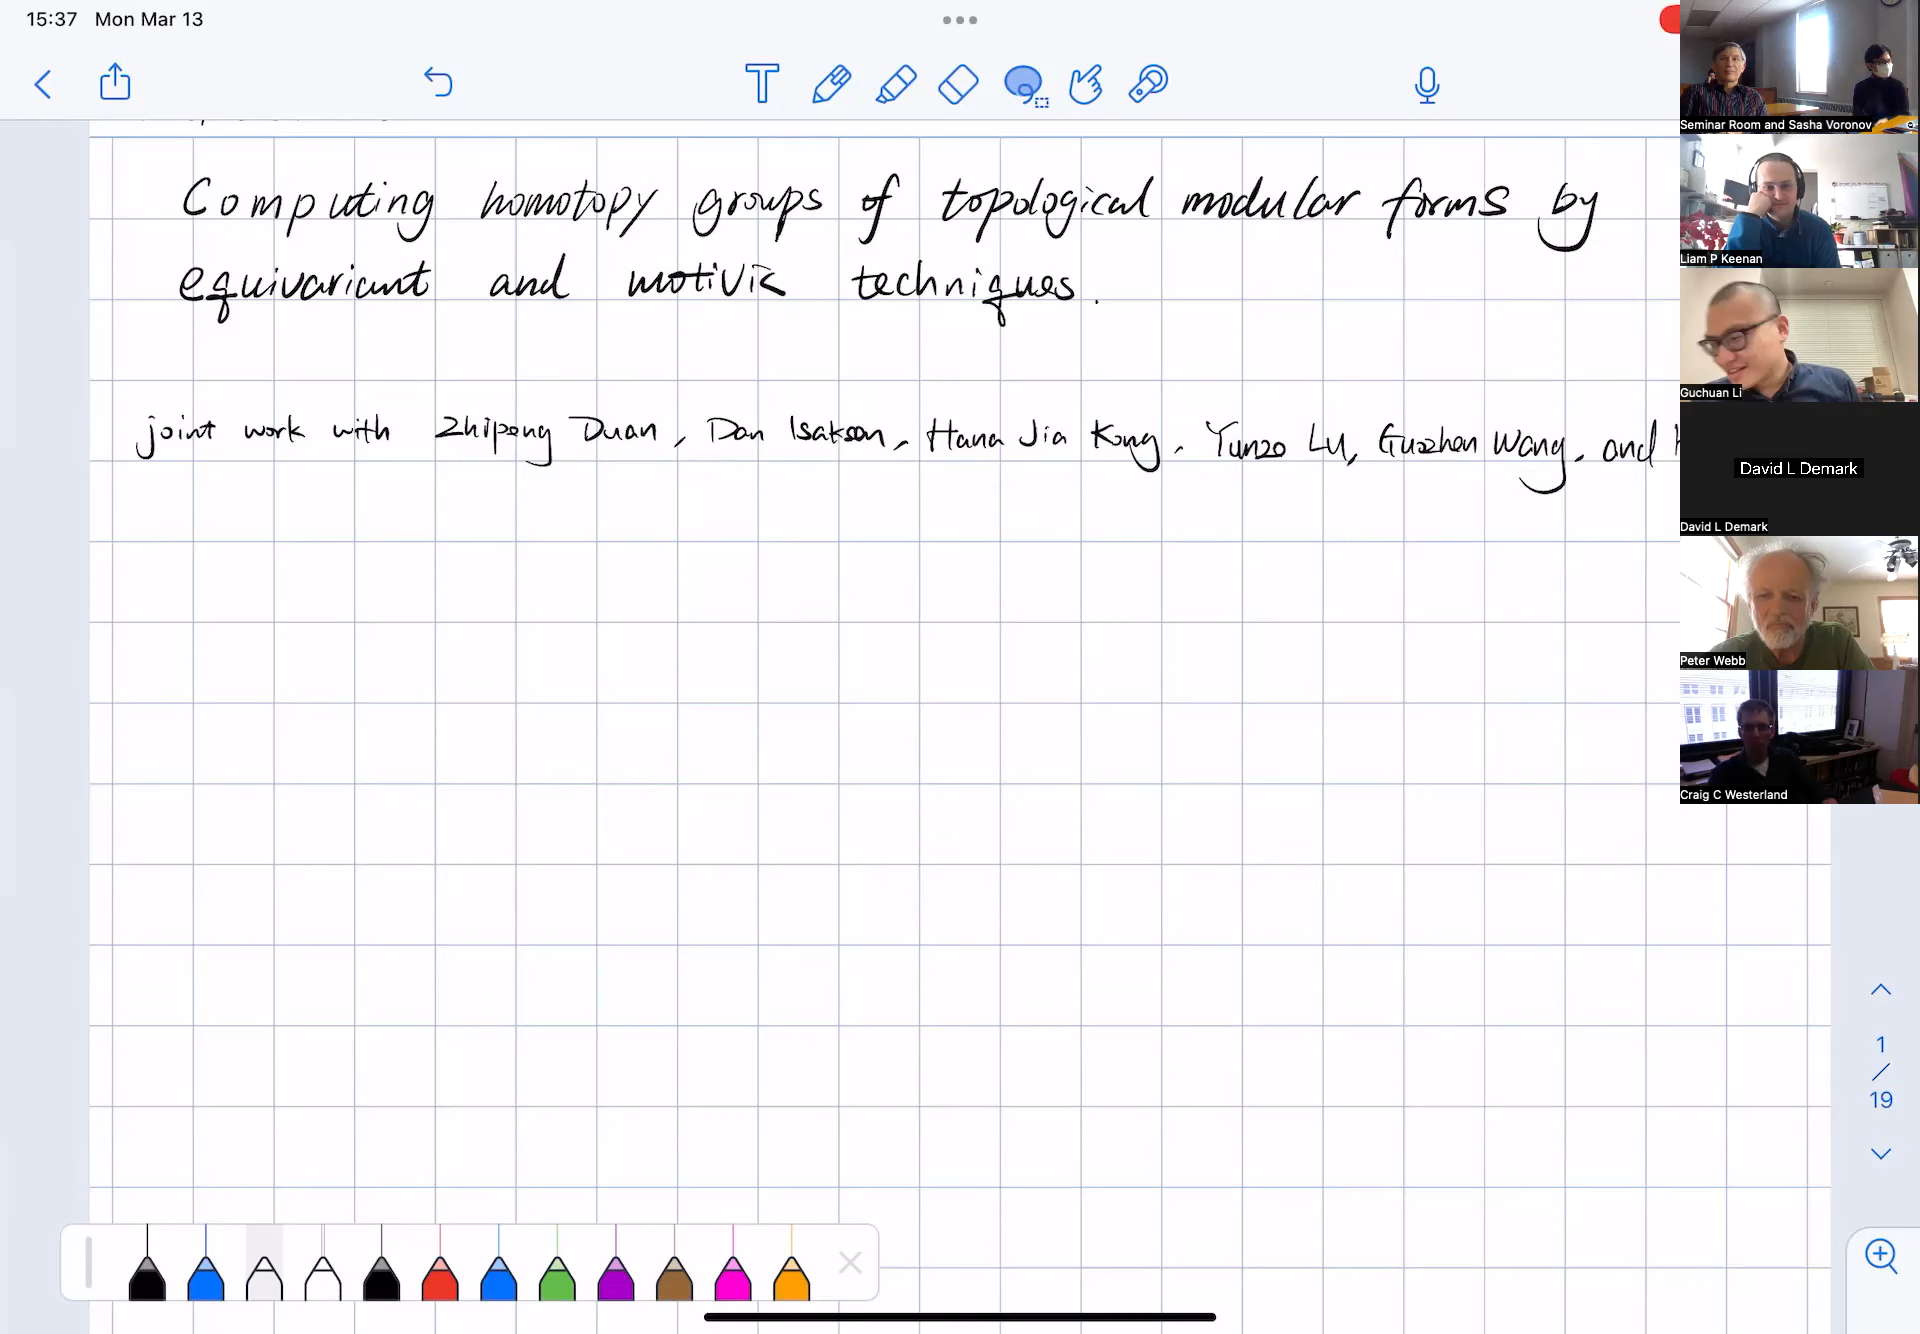 15:37 Mon Mar 13
Computing homotopy groups of topological modular forms by
equivariant and motivic techniques.
joint work with Zhipeng Duan, Dan Isaksen, Hana Jia Kong, Yunze Lu, Guozhen Wang, and
Seminar Room and Sasha Voronov
Liam P Keenan
Guchuan Li
David L Demark
David L Demark
Peter Webb
Craig C Westerland
1
/
19